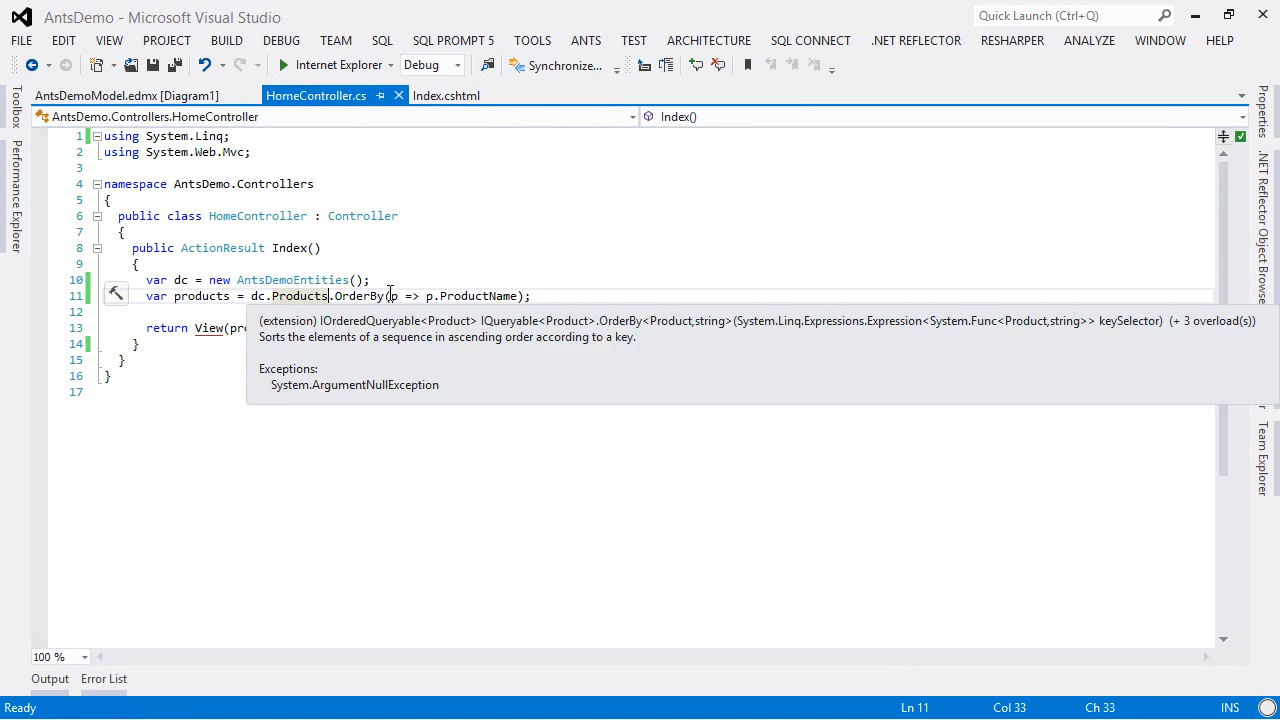 AntsDemo - Microsoft Visual Studio
Quick Launch (Ctrl+Q)
FILE EDIT VIEW PROJECT BUILD DEBUG TEAM SQL SQL PROMPT 5 TOOLS ANTS TEST ARCHITECTURE SQL CONNECT .NET REFLECTOR RESHARPER ANALYZE WINDOW HELP
Internet Explorer Debug Synchronize...
AntsDemoModel.edmx [Diagram1] HomeController.cs Index.cshtml
AntsDemo.Controllers.HomeController Index()
Toolbox
Performance Explorer
1 using System.Linq;
2 using System.Web.Mvc;
3
4 namespace AntsDemo.Controllers
5 {
6 public class HomeController : Controller
7 {
8 public ActionResult Index()
9 {
10 var dc = new AntsDemoEntities();
11 var products = dc.Products.OrderBy(p => p.ProductName);
12
13 return View(pr
14 }
15 }
16 }
17
(extension) IOrderedQueryable<Product> IQueryable<Product>.OrderBy<Product,string>(System.Linq.Expressions.Expression<System.Func<Product,string>> keySelector) (+ 3 overload(s))
Sorts the elements of a sequence in ascending order according to a key.
Exceptions:
System.ArgumentNullException
Properties
.NET Reflector Object Browser
Team Explorer
100 %
Output Error List
Ready Ln 11 Col 33 Ch 33 INS